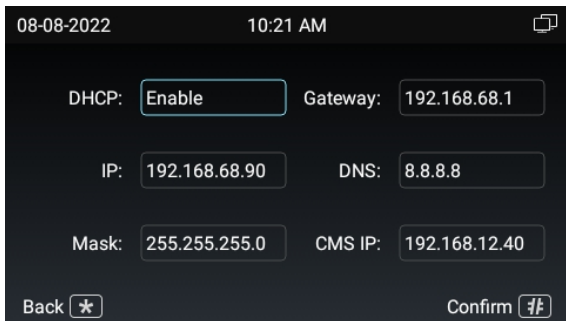 08-08-2022 10:21 AM
DHCP: Enable Gateway: 192.168.68.1
IP: 192.168.68.90 DNS: 8.8.8.8
Mask: 255.255.255.0 CMS IP: 192.168.12.40
Back * Confirm #